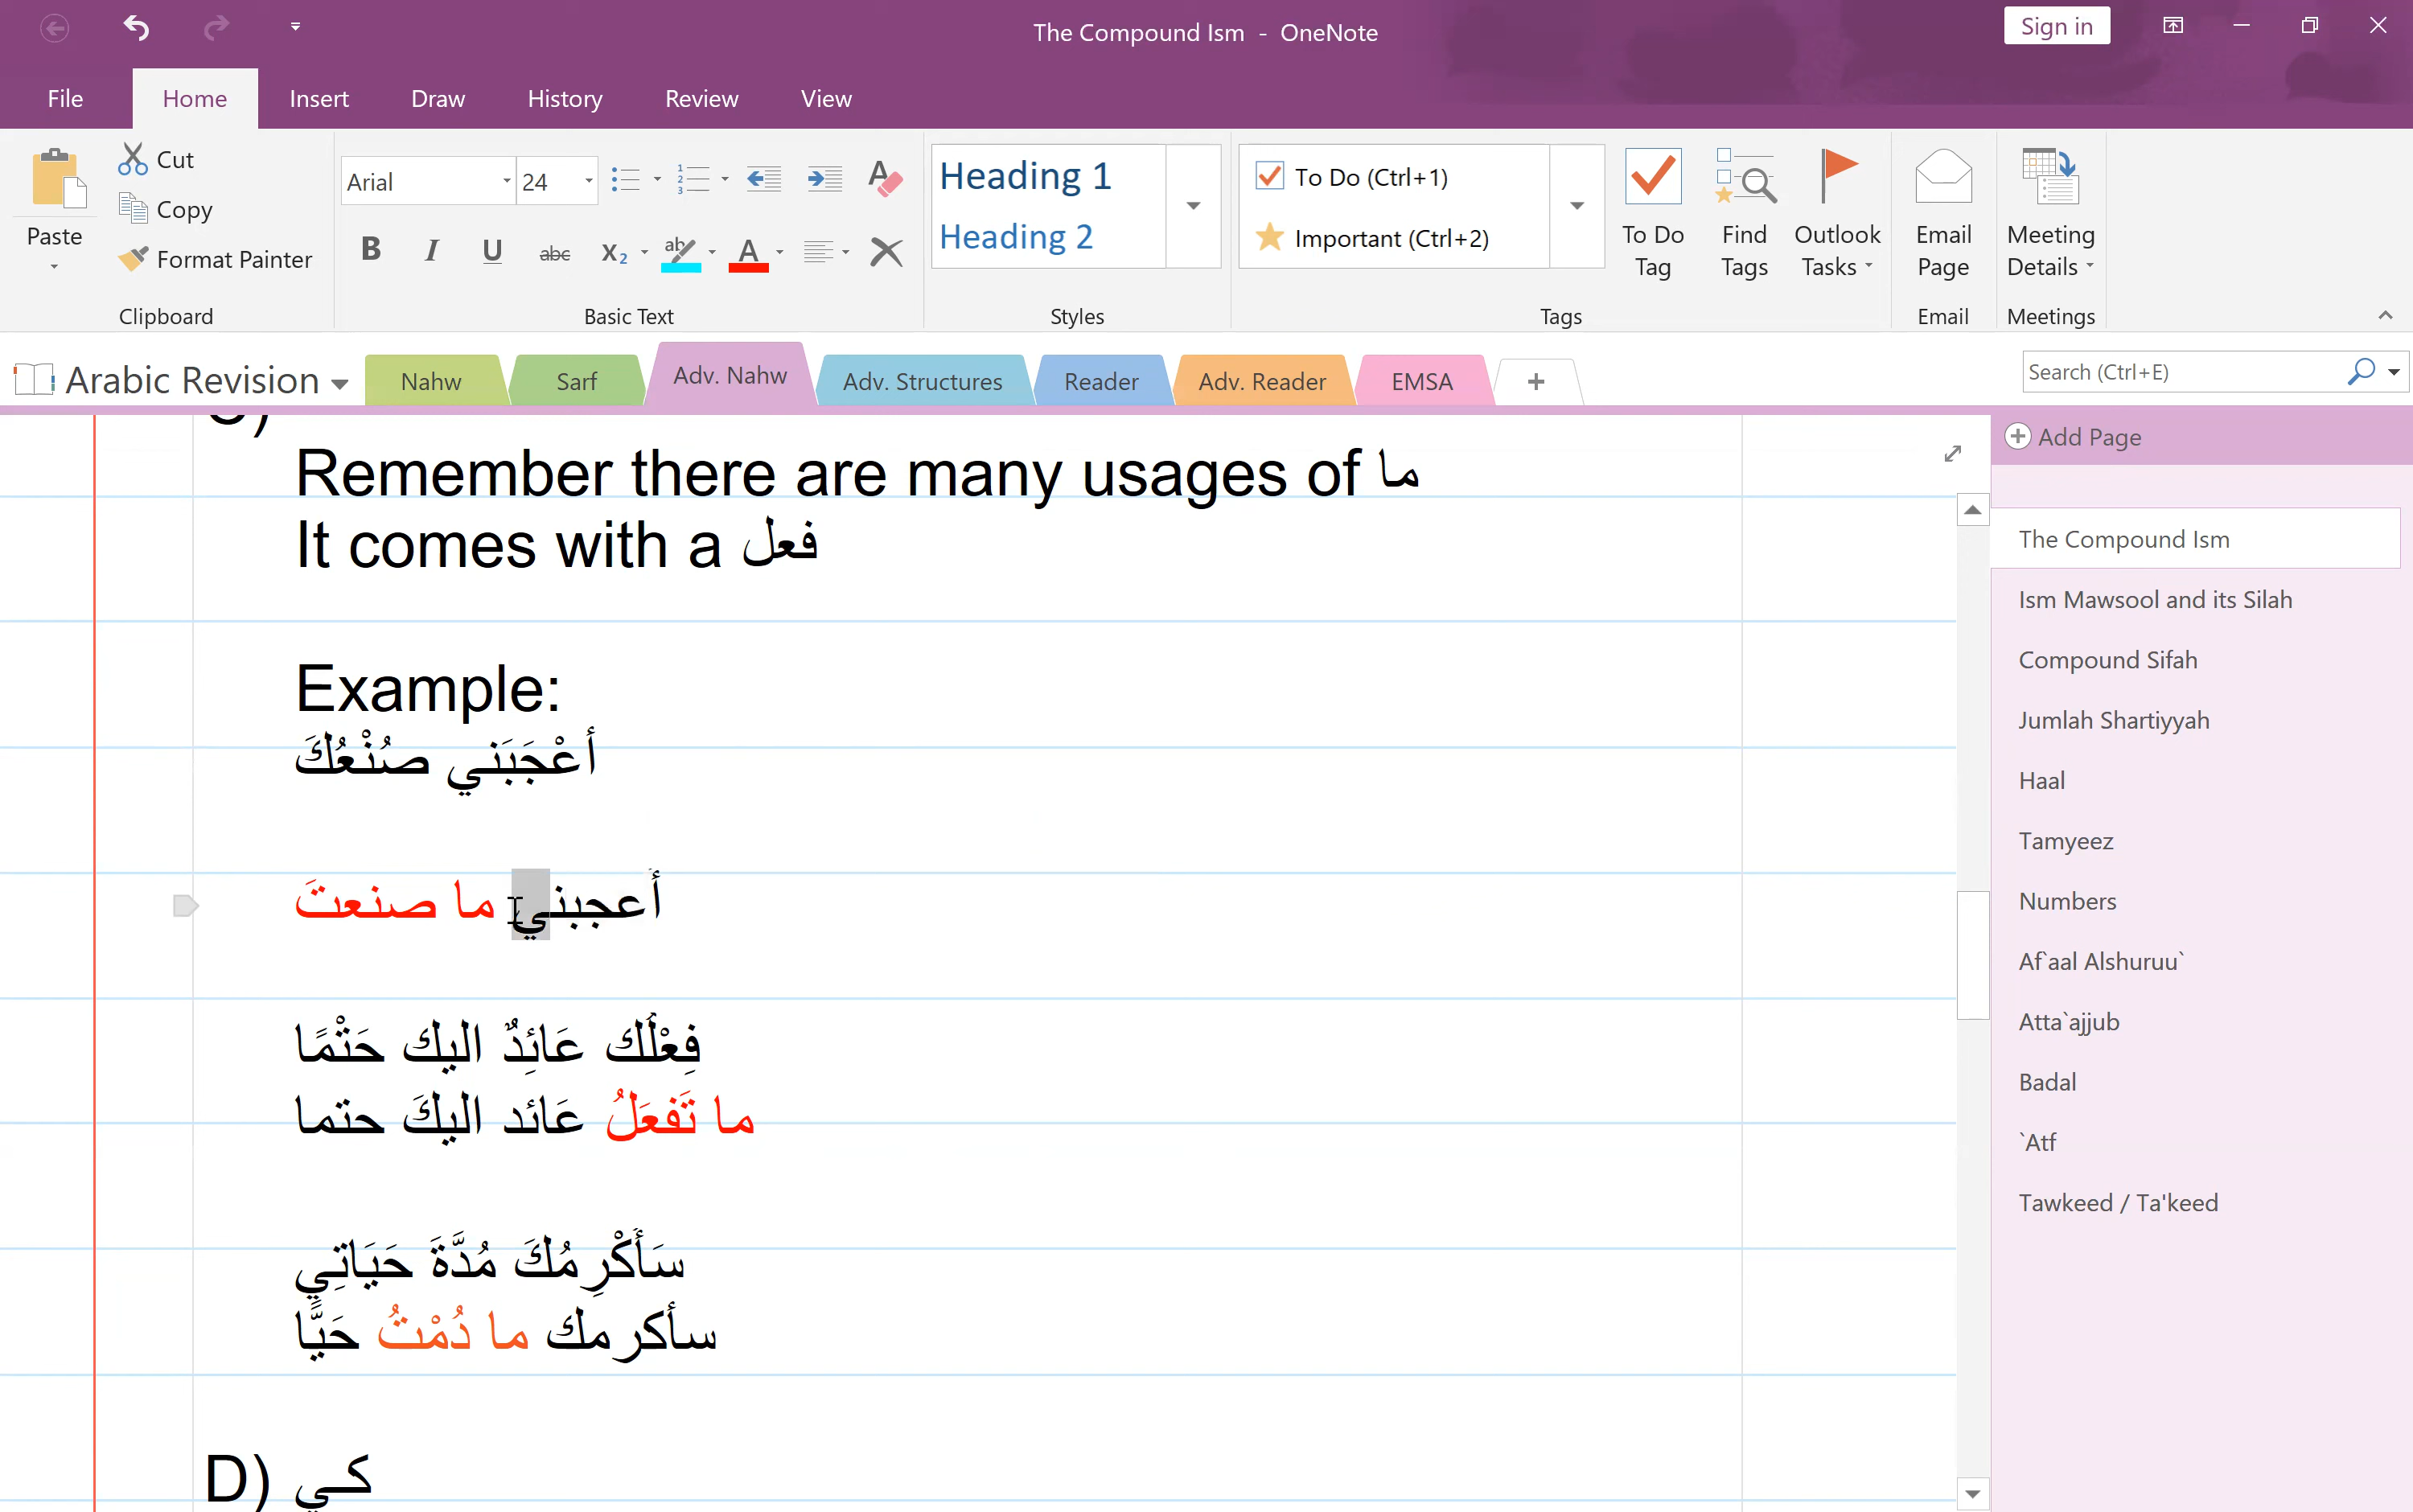 The Compound Ism - OneNote
Sign in
File Home Insert Draw History Review View
Paste
Cut
Copy
Format Painter
Clipboard
Arial 24
B I U abc X₂ ab A
Basic Text
Heading 1
Heading 2
Styles
To Do (Ctrl+1)
Important (Ctrl+2)
To Do Tag
Find Tags
Outlook Tasks
Tags
Email Page
Email
Meeting Details
Meetings
Arabic Revision
Nahw Sarf Adv. Nahw Adv. Structures Reader Adv. Reader EMSA +
Search (Ctrl+E)
Remember there are many usages of ما
It comes with a فعل
Example:
أعْجَبَني صُنْعُكَ
أعجبني ما صنعتَ
فِعْلُك عَائِدٌ اليك حَتْمًا
ما تَفعَلُ عَائد اليكَ حتما
سَأَكْرِمُكَ مُدَّةَ حَيَاتِي
سأكرمك ما دُمْتُ حَيًّا
D) كي
Add Page
The Compound Ism
Ism Mawsool and its Silah
Compound Sifah
Jumlah Shartiyyah
Haal
Tamyeez
Numbers
Af`aal Alshuruu`
Atta`ajjub
Badal
`Atf
Tawkeed / Ta'keed